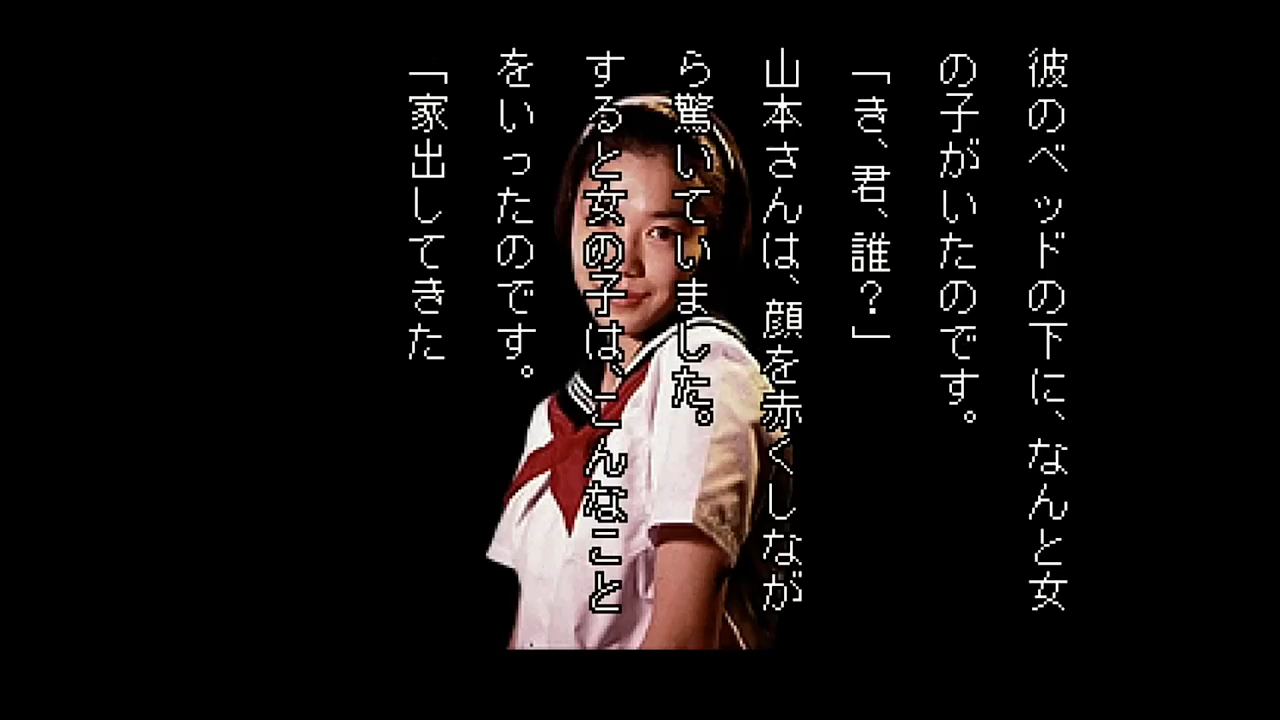 彼のベッドの下に、なんと女
の子がいたのです。
「き、君、誰？」
山本さんは、顔を赤くしなが
ら驚いていました。
すると女の子は、こんなこと
をいったのです。
「家出してきた